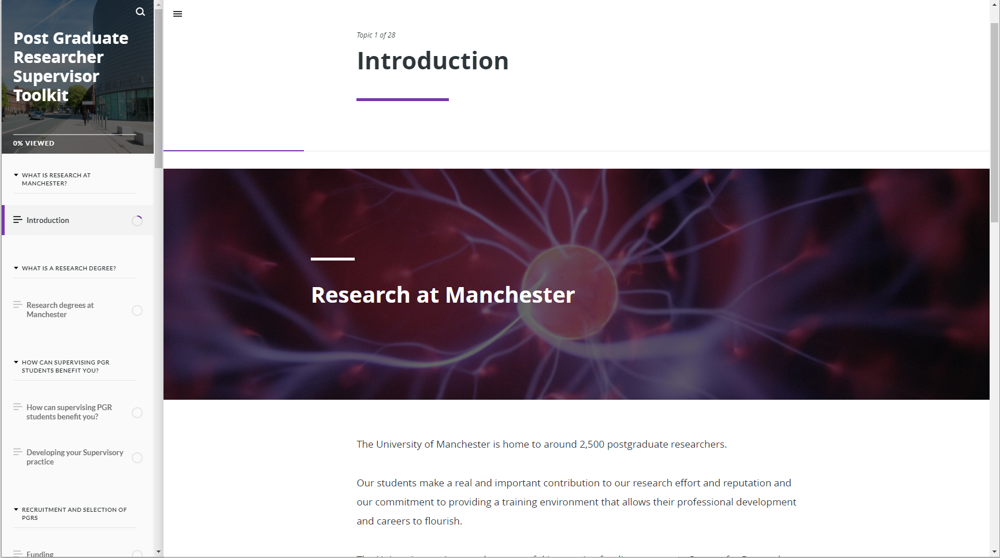 Post Graduate
Researcher
Supervisor
Toolkit
0% VIEWED
WHAT IS RESEARCH AT
MANCHESTER?
Introduction
WHAT IS A RESEARCH DEGREE?
Research degrees at
Manchester
HOW CAN SUPERVISING PGR
STUDENTS BENEFIT YOU?
How can supervising PGR
students benefit you?
Developing your Supervisory
practice
RECRUITMENT AND SELECTION OF
PGRS
Funding
Topic 1 of 28
Introduction
Research at Manchester
The University of Manchester is home to around 2,500 postgraduate researchers.
Our students make a real and important contribution to our research effort and reputation and
our commitment to providing a training environment that allows their professional development
and careers to flourish.